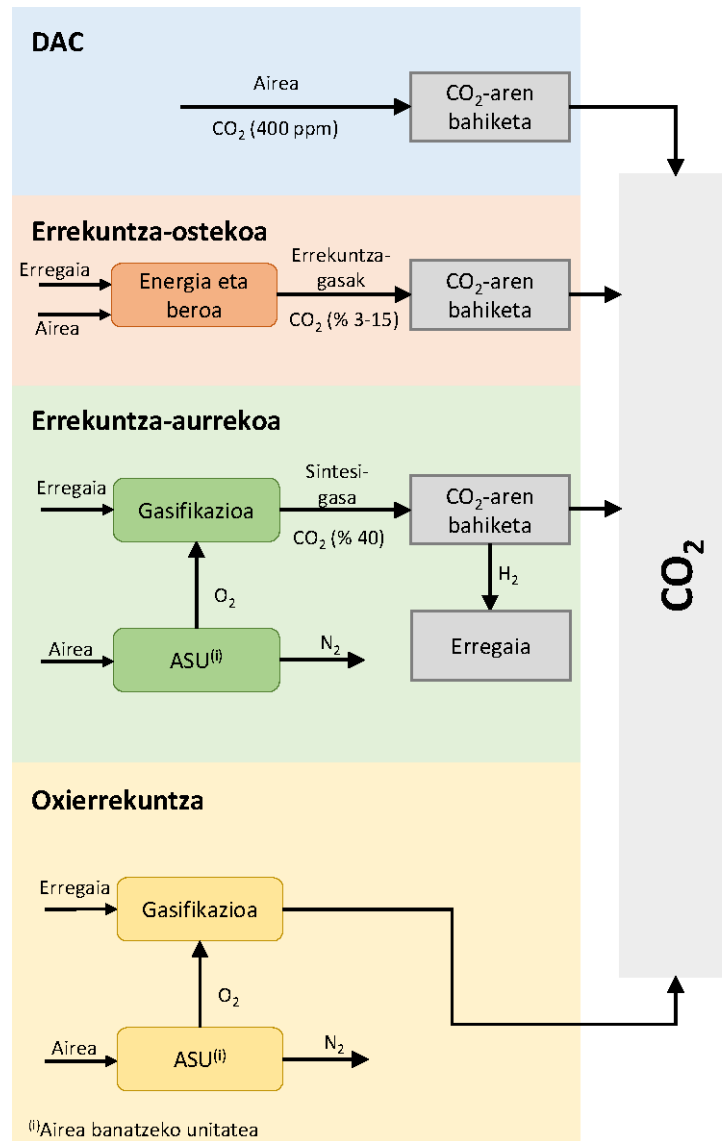 DAC
Airea
CO₂ (400 ppm)
CO₂-aren
bahiketa
Errekuntza-ostekoa
Erregaia
Airea
Energia eta
beroa
Errekuntza-
gasak
CO₂ (% 3-15)
CO₂-aren
bahiketa
Errekuntza-aurrekoa
Erregaia
Gasifikazioa
Sintesi-
gasa
CO₂ (% 40)
CO₂-aren
bahiketa
O₂
H₂
Airea
ASU⁽ⁱ⁾
N₂
Erregaia
CO₂
Oxierrekuntza
Erregaia
Gasifikazioa
O₂
Airea
ASU⁽ⁱ⁾
N₂
⁽ⁱ⁾Airea banatzeko unitatea